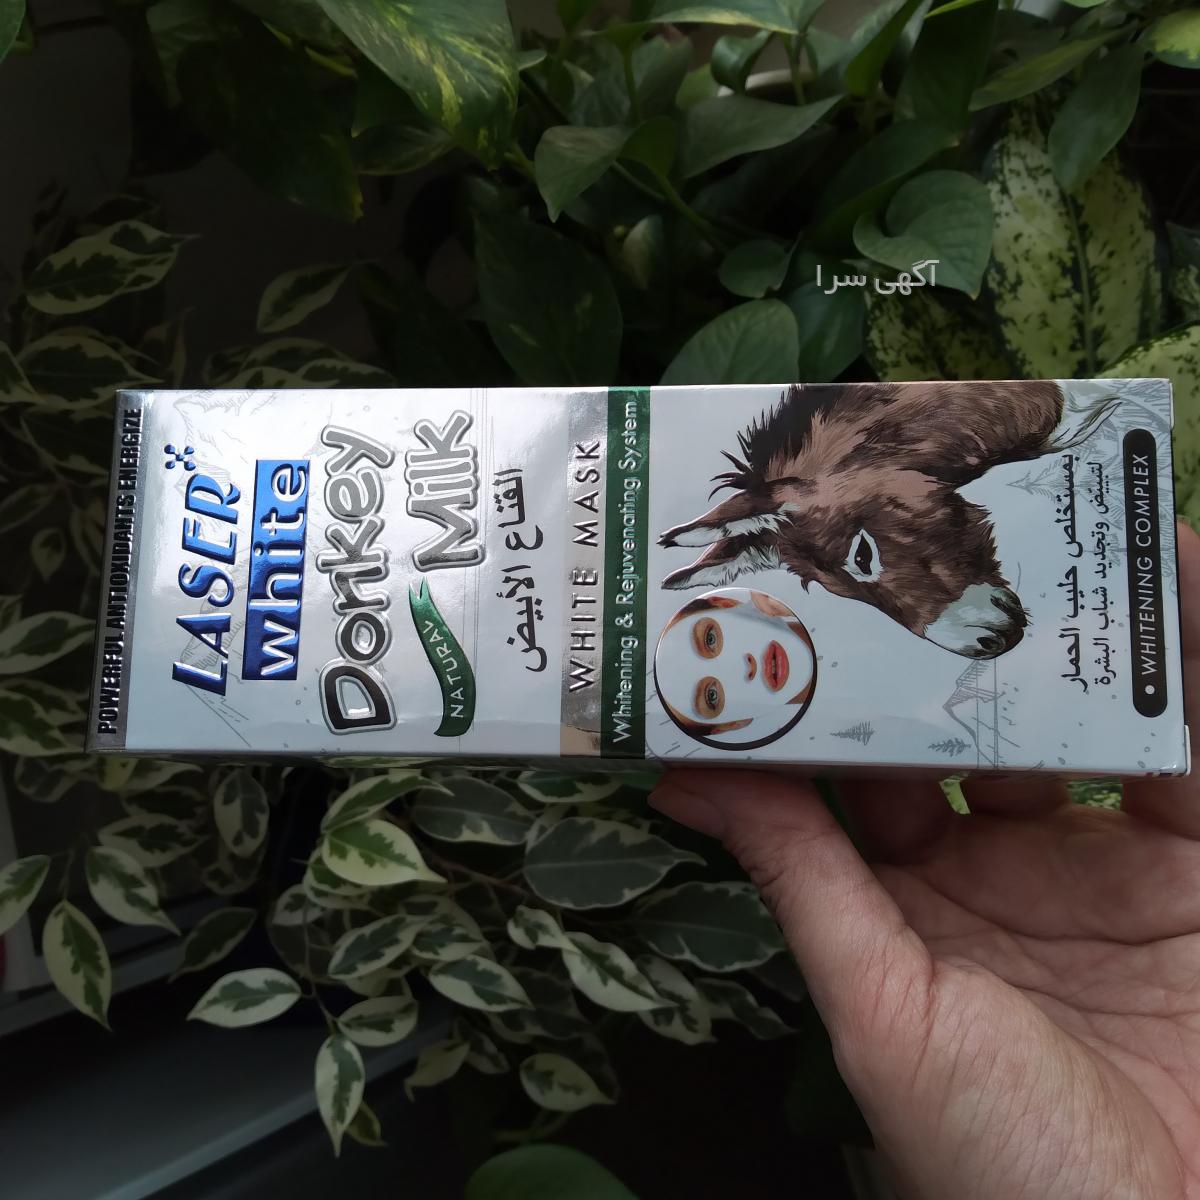 POWERFUL ANTIOXIDANTS ENERGIZE
LASER
white
Donkey
Milk
NATURAL
القناع الأبيض
WHITE MASK
Whitening & Rejuvenating System
بمستخلص حليب الحمار
لتبييض وتجديد شباب البشرة
• WHITENING COMPLEX
آگهی سرا